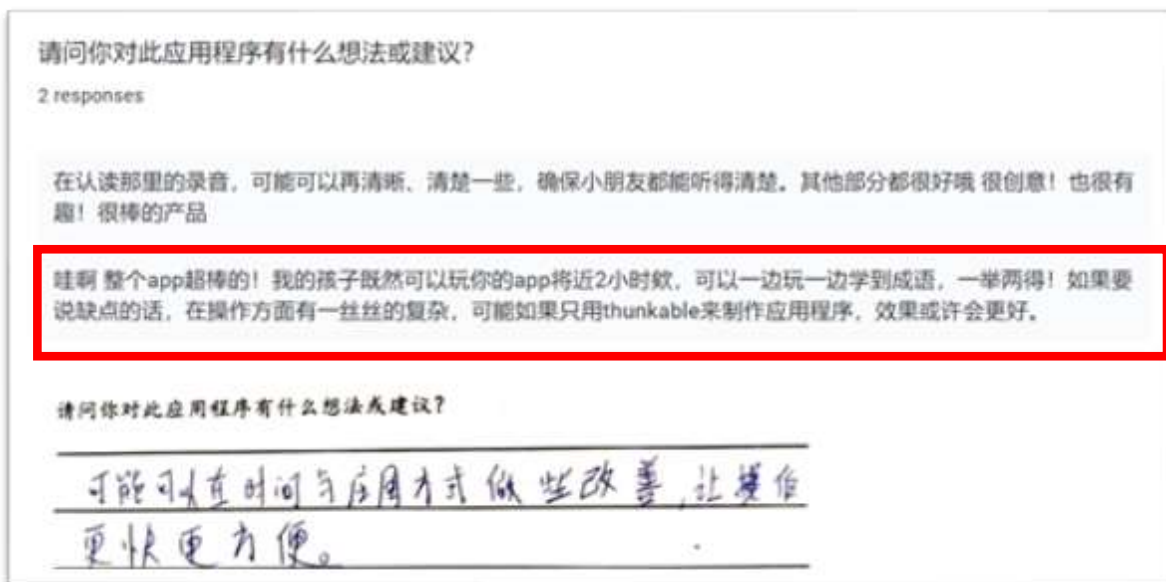 请问你对此应用程序有什么想法或建议？
2 responses
在认读那里的录音，可能可以再清晰、清楚一些，确保小朋友都能听得清楚。其他部分都很好哦 很创意！也很有
趣！很棒的产品
哇啊 整个app超棒的！我的孩子既然可以玩你的app将近2小时欸，可以一边玩一边学到成语，一举两得！如果要
说缺点的话，在操作方面有一丝丝的复杂，可能如果只用thunkable来制作应用程序，效果或许会更好。
请问你对此应用程序有什么想法或建议？
可能可以在时间与应用方式做些改善，让操作
更快更方便。